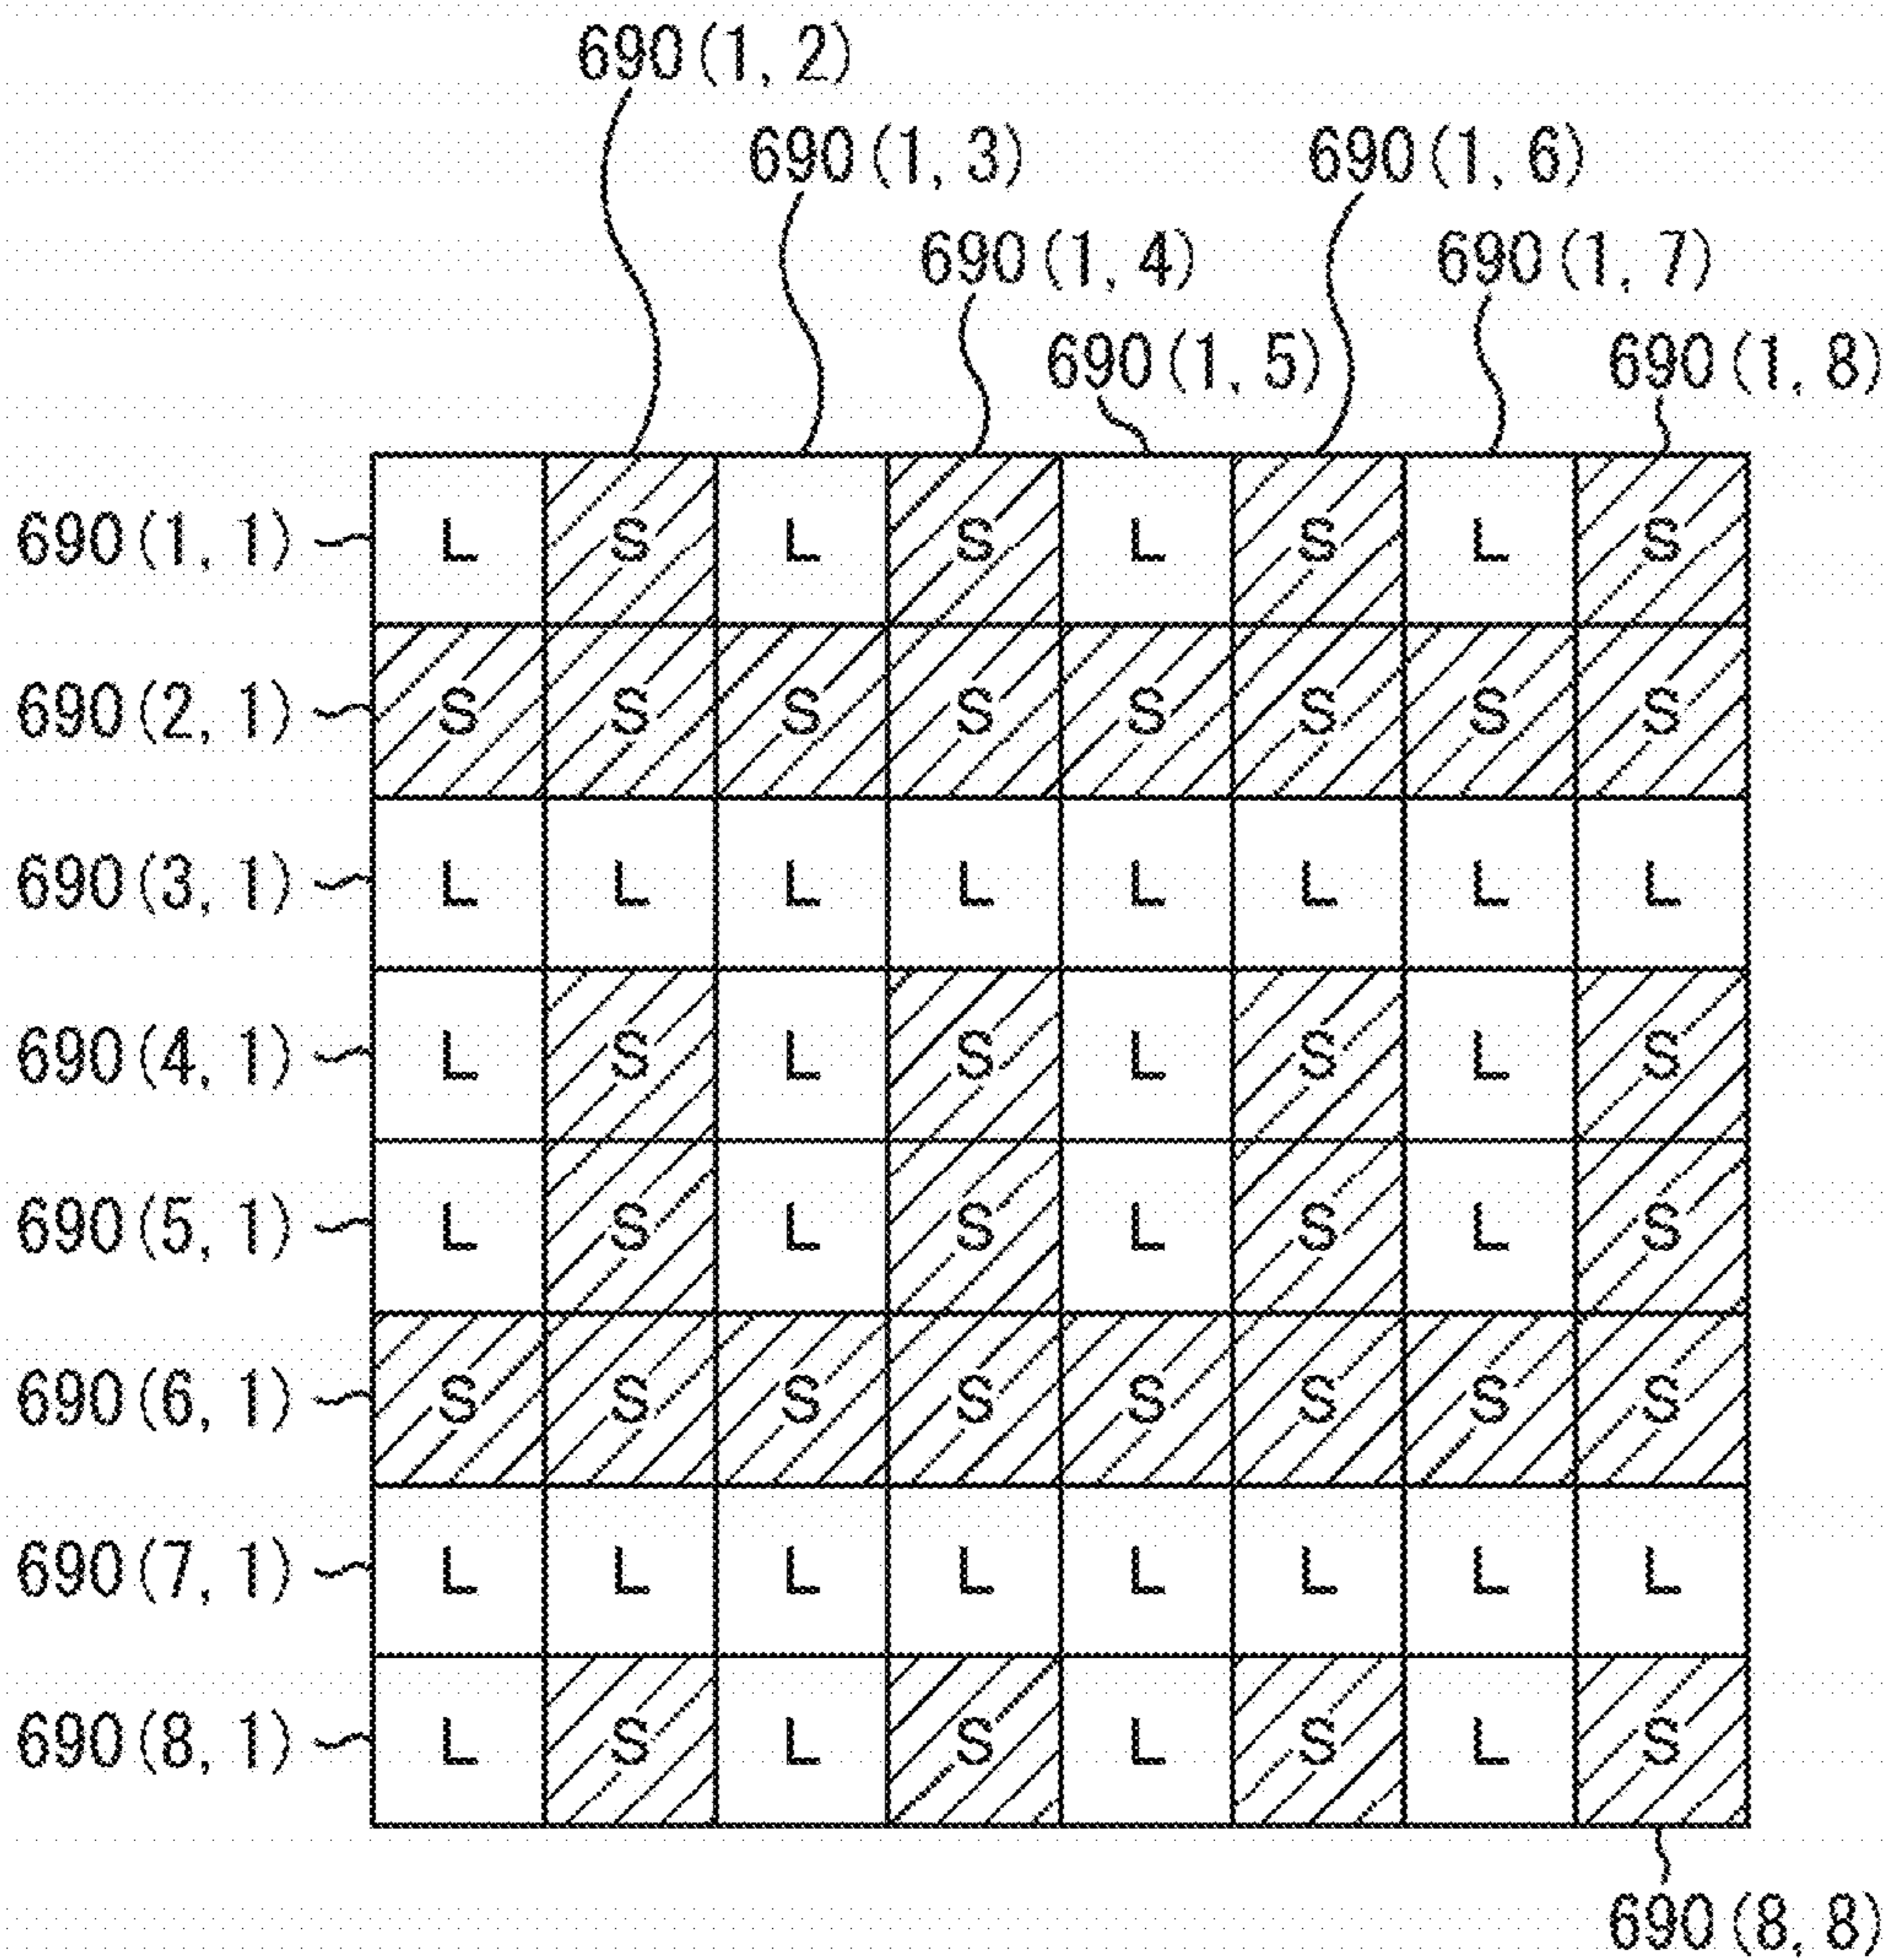 690(1, 2)
690(1, 3) 690(1, 6)
690(1, 4) 690(1, 7)
690(1, 5) 690(1, 8)
690(1, 1) L S L S L S L S
690(2, 1) S S S S S S S S
690(3, 1) L L L L L L L L
690(4, 1) L S L S L S L S
690(5, 1) L S L S L S L S
690(6, 1) S S S S S S S S
690(7, 1) L L L L L L L L
690(8, 1) L S L S L S L S
690(8, 8)